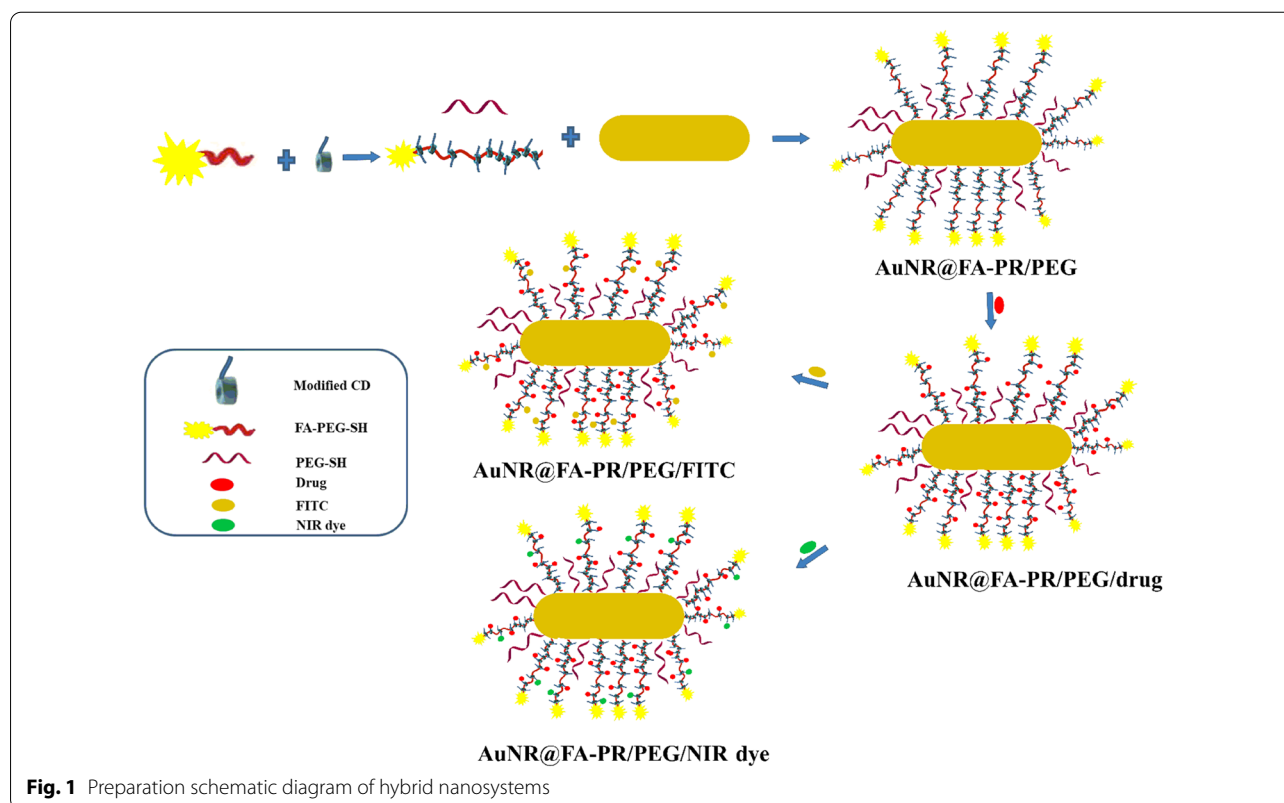 AuNR@FA-PR/PEG
AuNR@FA-PR/PEG/FITC
Modified CD
FA-PEG-SH
PEG-SH
Drug
FITC
NIR dye
AuNR@FA-PR/PEG/drug
AuNR@FA-PR/PEG/NIR dye
Fig. 1 Preparation schematic diagram of hybrid nanosystems